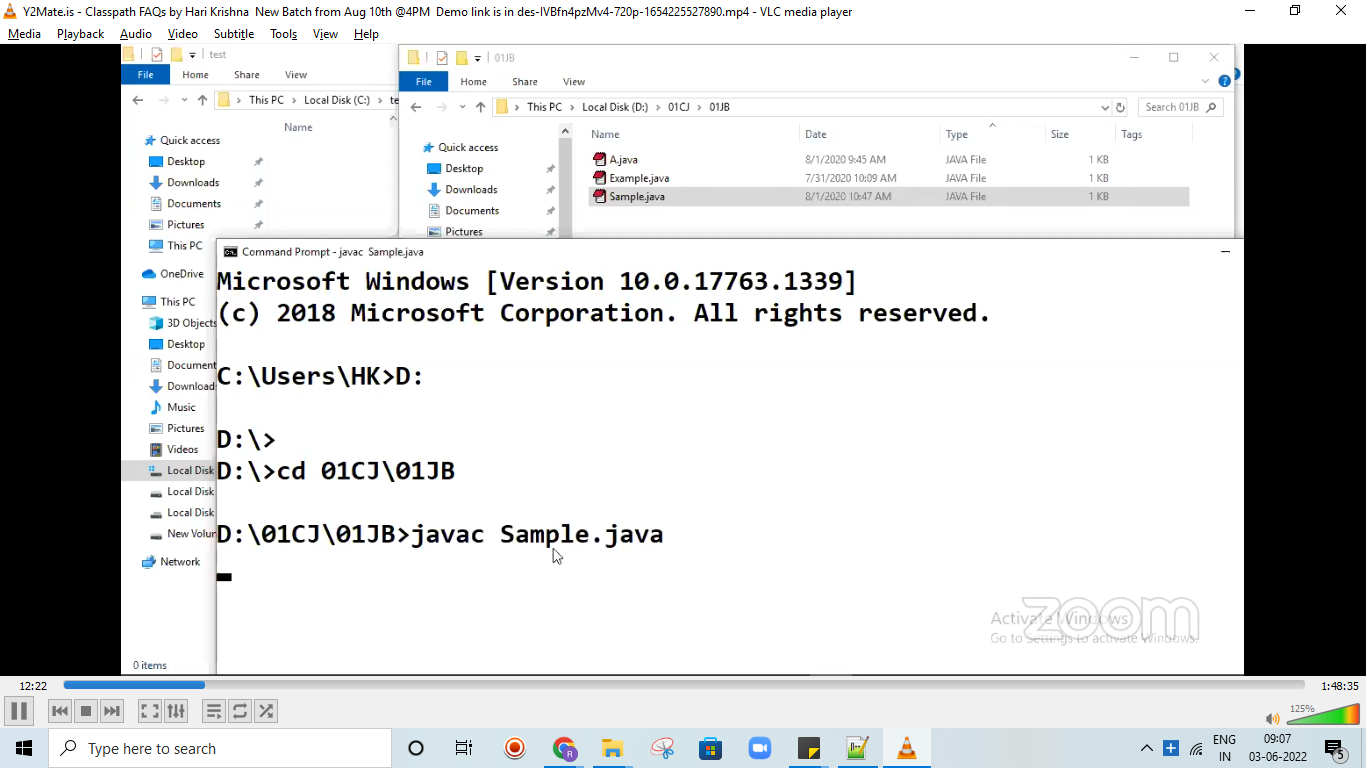 Y2Mate.is - Classpath FAQs by Hari Krishna  New Batch from Aug 10th @4PM  Demo link is in des-IVBfn4pzMv4-720p-1654225527890.mp4 - VLC media player
Media Playback Audio Video Subtitle Tools View Help
test
File Home Share View
This PC > Local Disk (C:) > te
Name
Quick access
Desktop
Downloads
Documents
Pictures
This PC
OneDrive
This PC
3D Objects
Desktop
Document
Download
Music
Pictures
Videos
Local Disk
Local Disk
Local Disk
New Volun
Network
0 items
01JB
File Home Share View
This PC > Local Disk (D:) > 01CJ > 01JB
Search 01JB
Quick access
Desktop
Downloads
Documents
Pictures
Name Date Type Size Tags
A.java 8/1/2020 9:45 AM JAVA File 1 KB
Example.java 7/31/2020 10:09 AM JAVA File 1 KB
Sample.java 8/1/2020 10:47 AM JAVA File 1 KB
Command Prompt - javac  Sample.java
Microsoft Windows [Version 10.0.17763.1339]
(c) 2018 Microsoft Corporation. All rights reserved.
C:\Users\HK>D:
D:\>
D:\>cd 01CJ\01JB
D:\01CJ\01JB>javac Sample.java
zoom
Activate Windows
Go to Settings to activate Windows.
12:22
1:48:35
125%
Type here to search
ENG
IN
09:07
03-06-2022
5